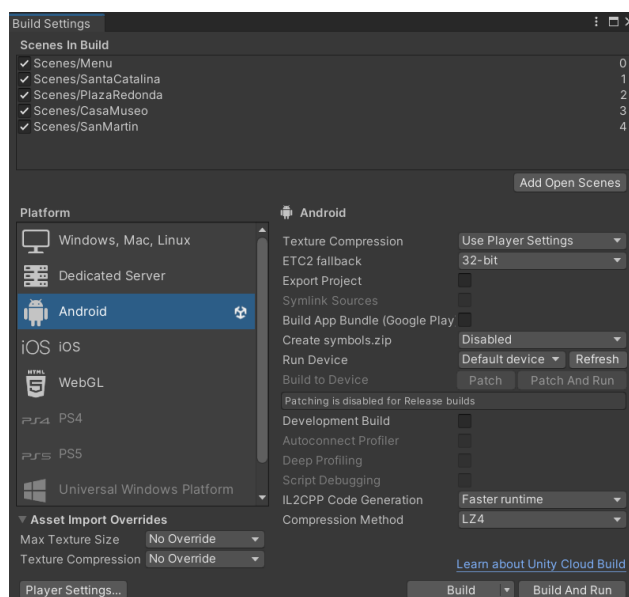 Build Settings
Scenes In Build
Scenes/Menu 0
Scenes/SantaCatalina 1
Scenes/PlazaRedonda 2
Scenes/CasaMuseo 3
Scenes/SanMartin 4
Add Open Scenes
Platform
Windows, Mac, Linux
Dedicated Server
Android
iOS iOS
HTML 5 WebGL
PS4 PS4
PS5 PS5
Universal Windows Platform
Android
Texture Compression Use Player Settings
ETC2 fallback 32-bit
Export Project
Symlink Sources
Build App Bundle (Google Play
Create symbols.zip Disabled
Run Device Default device Refresh
Build to Device Patch Patch And Run
Patching is disabled for Release builds
Development Build
Autoconnect Profiler
Deep Profiling
Script Debugging
IL2CPP Code Generation Faster runtime
Compression Method LZ4
Asset Import Overrides
Max Texture Size No Override
Texture Compression No Override
Learn about Unity Cloud Build
Player Settings... Build Build And Run